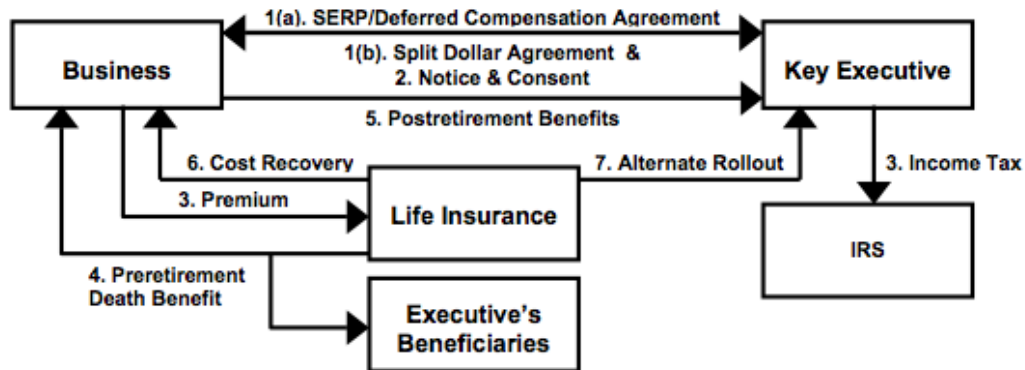 1(a). SERP/Deferred Compensation Agreement
Business
1(b). Split Dollar Agreement &
2. Notice & Consent
Key Executive
5. Postretirement Benefits
6. Cost Recovery
7. Alternate Rollout
3. Income Tax
3. Premium
Life Insurance
IRS
4. Preretirement
Death Benefit
Executive's
Beneficiaries